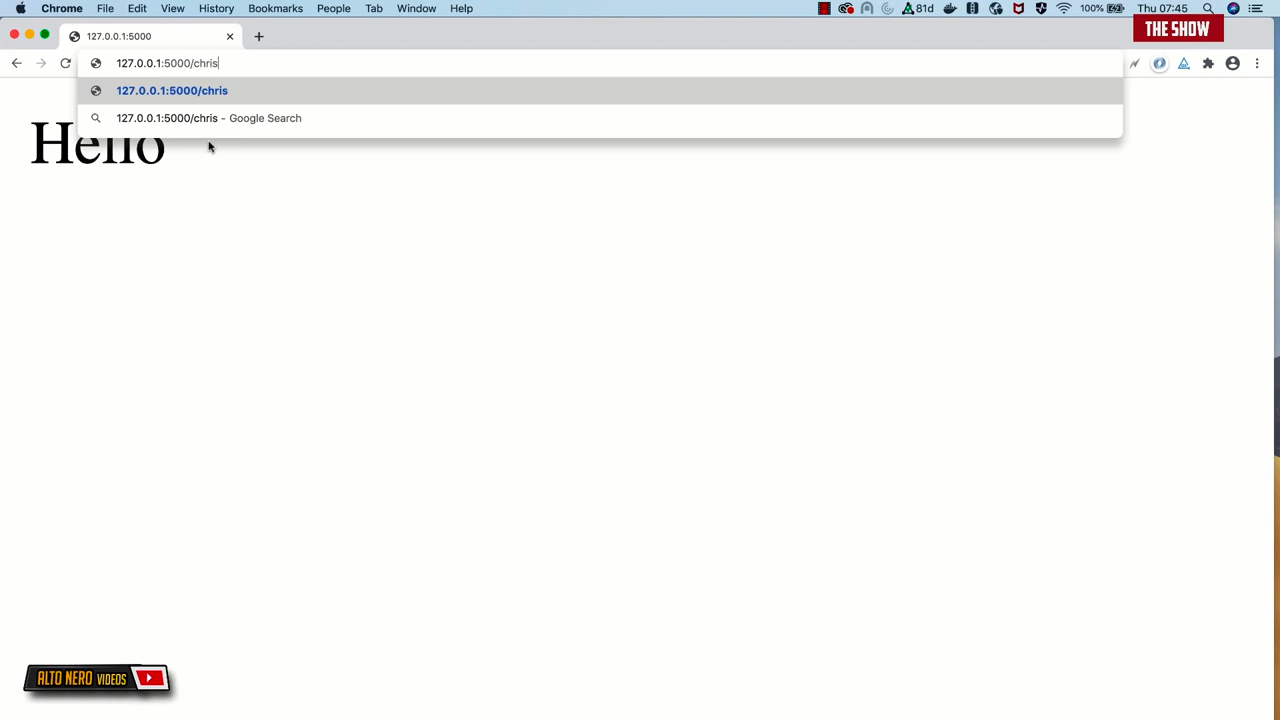 Chrome File Edit View History Bookmarks People Tab Window Help 81d 100% Thu 07:45
THE SHOW
127.0.0.1:5000
127.0.0.1:5000/chris
127.0.0.1:5000/chris
127.0.0.1:5000/chris - Google Search
Hello
ALTO NERO VIDEOS